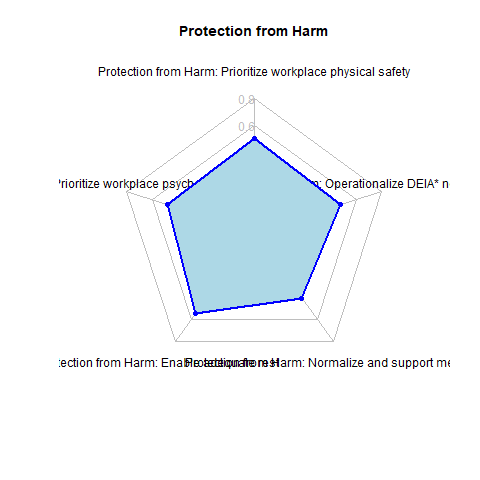 Protection from Harm
Protection from Harm: Prioritize workplace physical safety
0.8
0.6
Prioritize workplace psych
m: Operationalize DEIA* n
tection from Harm: Enable adequate rest
Protection from Harm: Normalize and support me